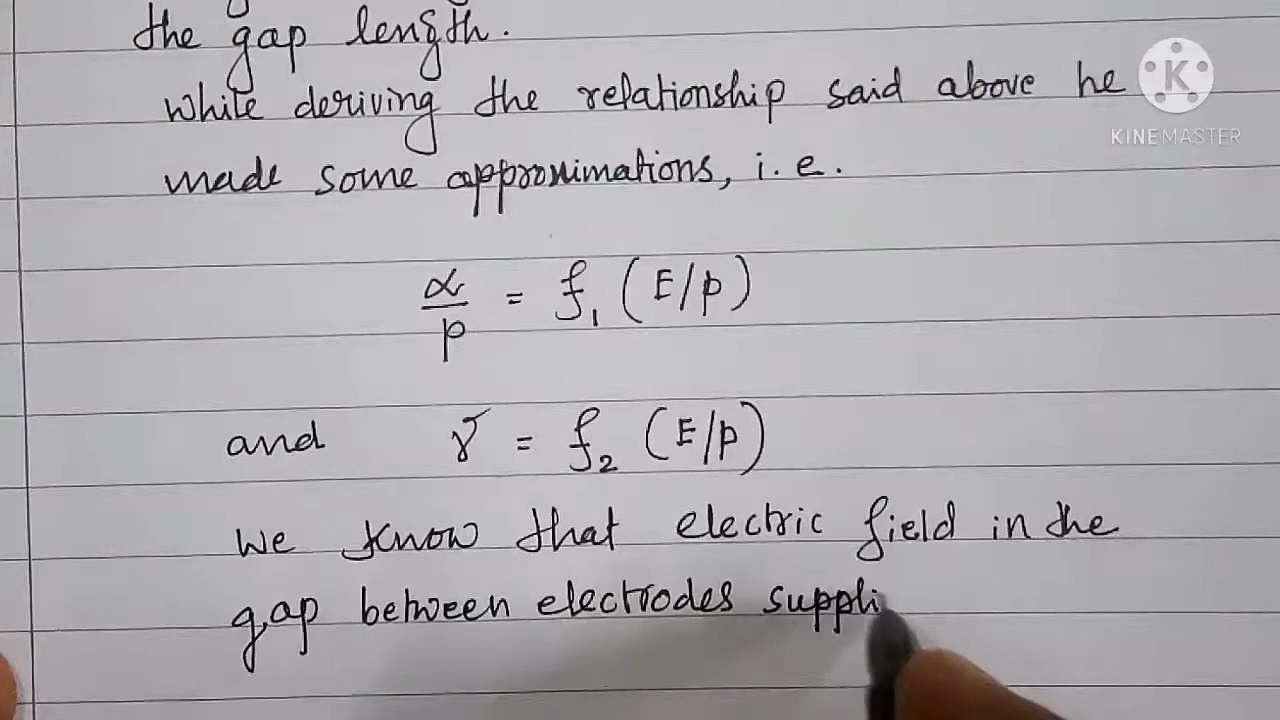 the gap length.
while deriving the relationship said above he
made some approximations, i.e.
α/p = f₁ (E/p)
and γ = f₂ (E/p)
We know that electric field in the
gap between electrodes suppli
K
KINEMASTER